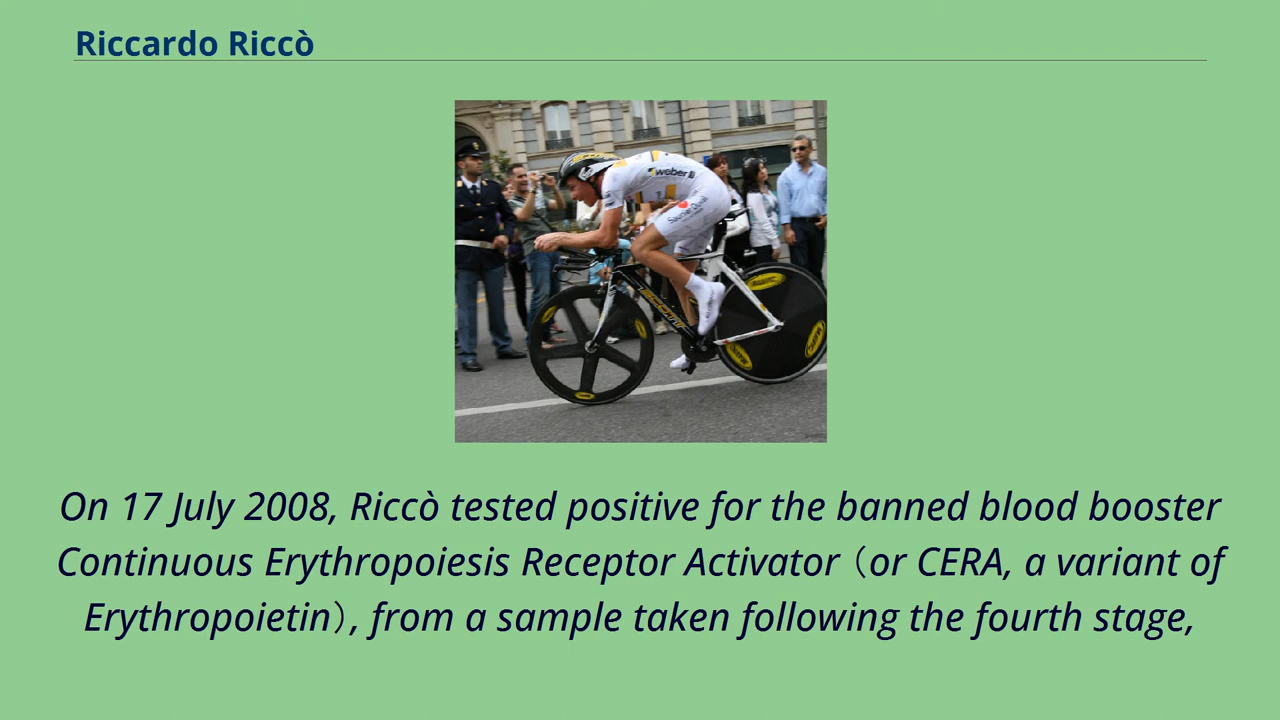 Riccardo Riccò
weber
On 17 July 2008, Riccò tested positive for the banned blood booster
Continuous Erythropoiesis Receptor Activator（or CERA, a variant of
Erythropoietin）, from a sample taken following the fourth stage,